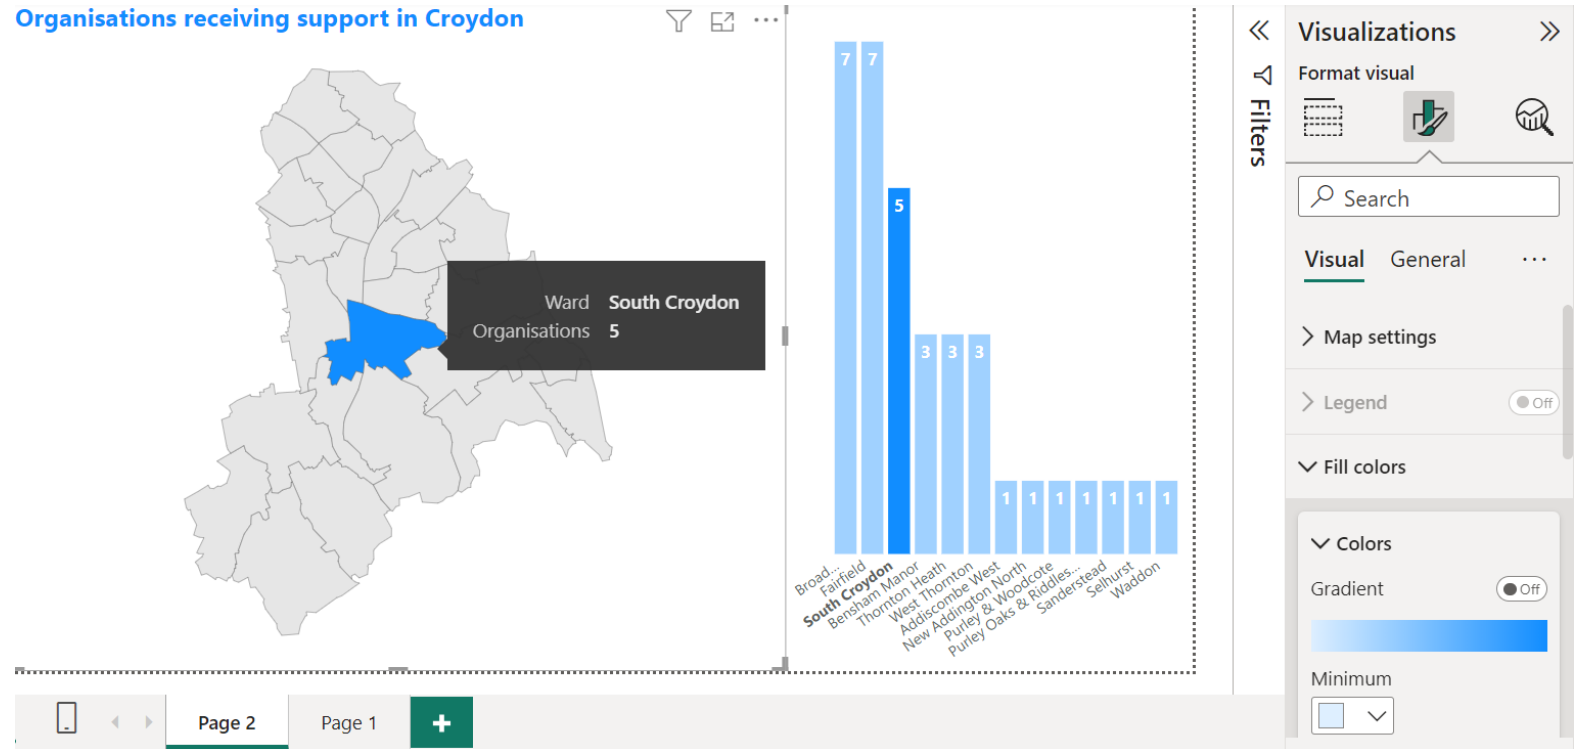 Organisations receiving support in Croydon
Ward South Croydon
Organisations 5
7 7 5 3 3 3 1 1 1 1 1 1 1
Broad...
Fairfield
South Croydon
Bensham Manor
Thornton Heath
West Thornton
Addiscombe West
New Addington North
Purley & Woodcote
Purley Oaks & Riddles...
Sanderstead
Selhurst
Waddon
Filters
Visualizations
Format visual
Search
Visual General
Map settings
Legend Off
Fill colors
Colors
Gradient Off
Minimum
Page 2 Page 1